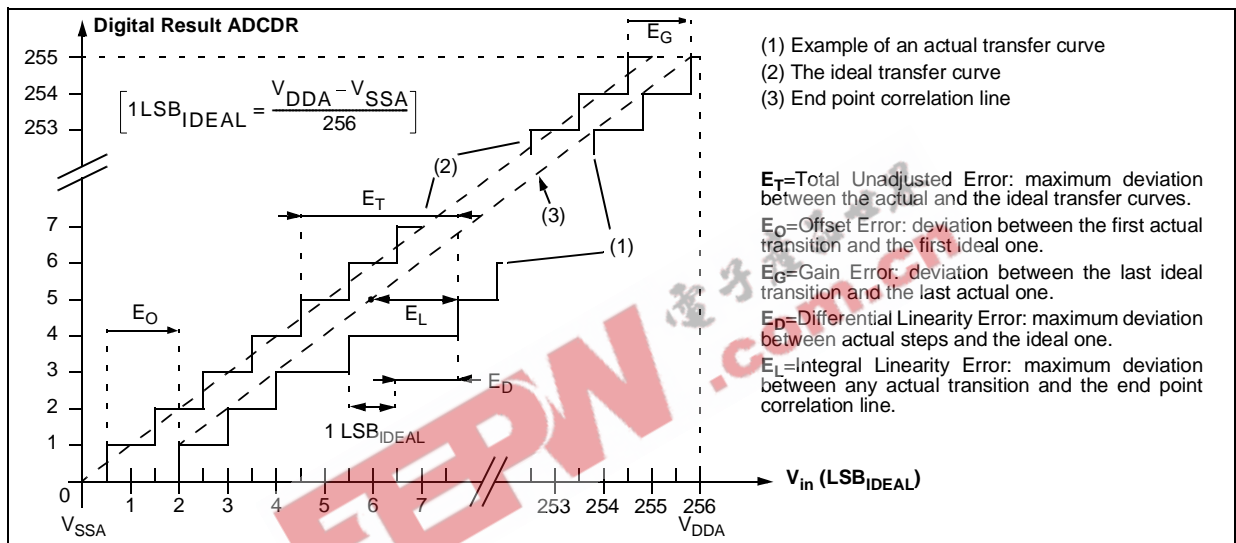 Digital Result ADCDR
E_G
255
254
253
[1LSB_IDEAL = (V_DDA – V_SSA) / 256]
(2)
E_T
(3)
(1)
7
6
5
4
3
2
1
0
E_O
E_L
E_D
1 LSB_IDEAL
1 2 3 4 5 6 7 253 254 255 256
V_SSA
V_DDA
V_in (LSB_IDEAL)
(1)
(1) Example of an actual transfer curve
(2) The ideal transfer curve
(3) End point correlation line
E_T=Total Unadjusted Error: maximum deviation
between the actual and the ideal transfer curves.
E_O=Offset Error: deviation between the first actual
transition and the first ideal one.
E_G=Gain Error: deviation between the last ideal
transition and the last actual one.
E_D=Differential Linearity Error: maximum deviation
between actual steps and the ideal one.
E_L=Integral Linearity Error: maximum deviation
between any actual transition and the end point
correlation line.
電子產品世界
EEPW
.com.cn